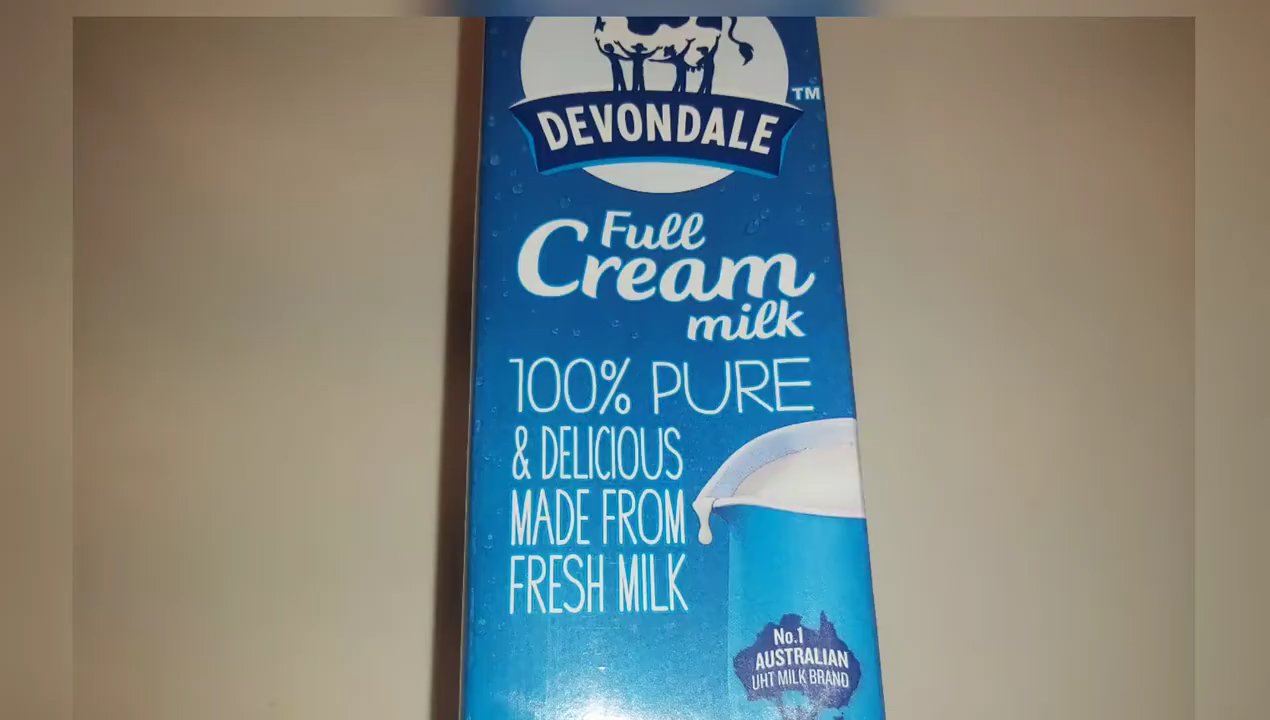 DEVONDALE
TM
Full
Cream
milk
100% PURE
& DELICIOUS
MADE FROM
FRESH MILK
No.1
AUSTRALIAN
UHT MILK BRAND